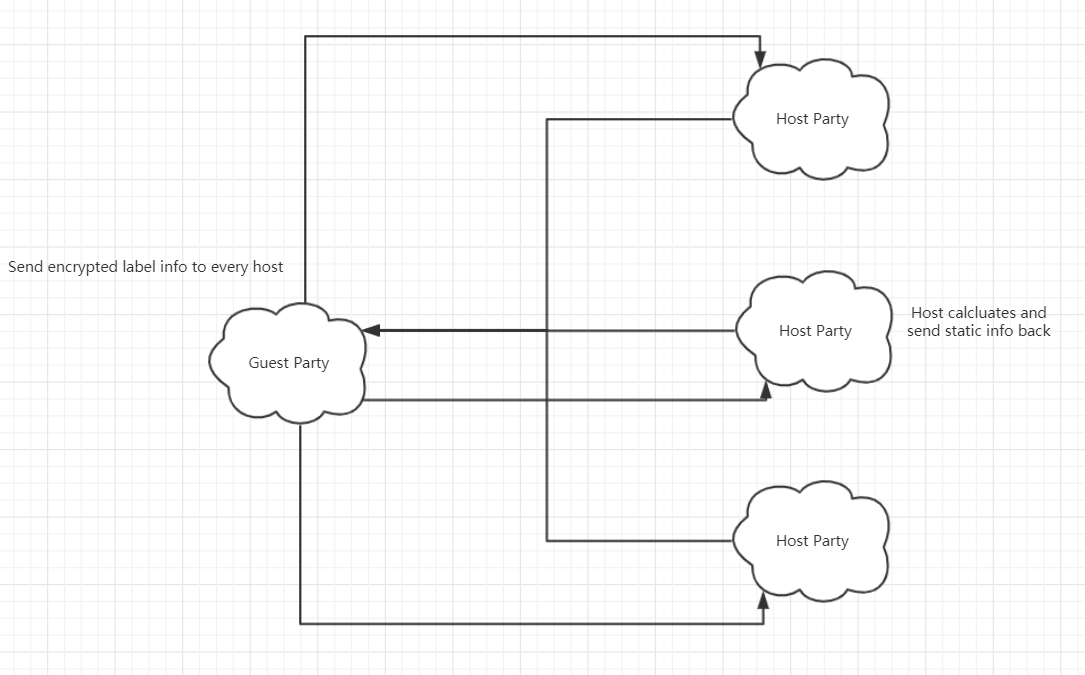 Host Party
Send encrypted label info to every host
Host calcluates and
send static info back
Host Party
Guest Party
Host Party